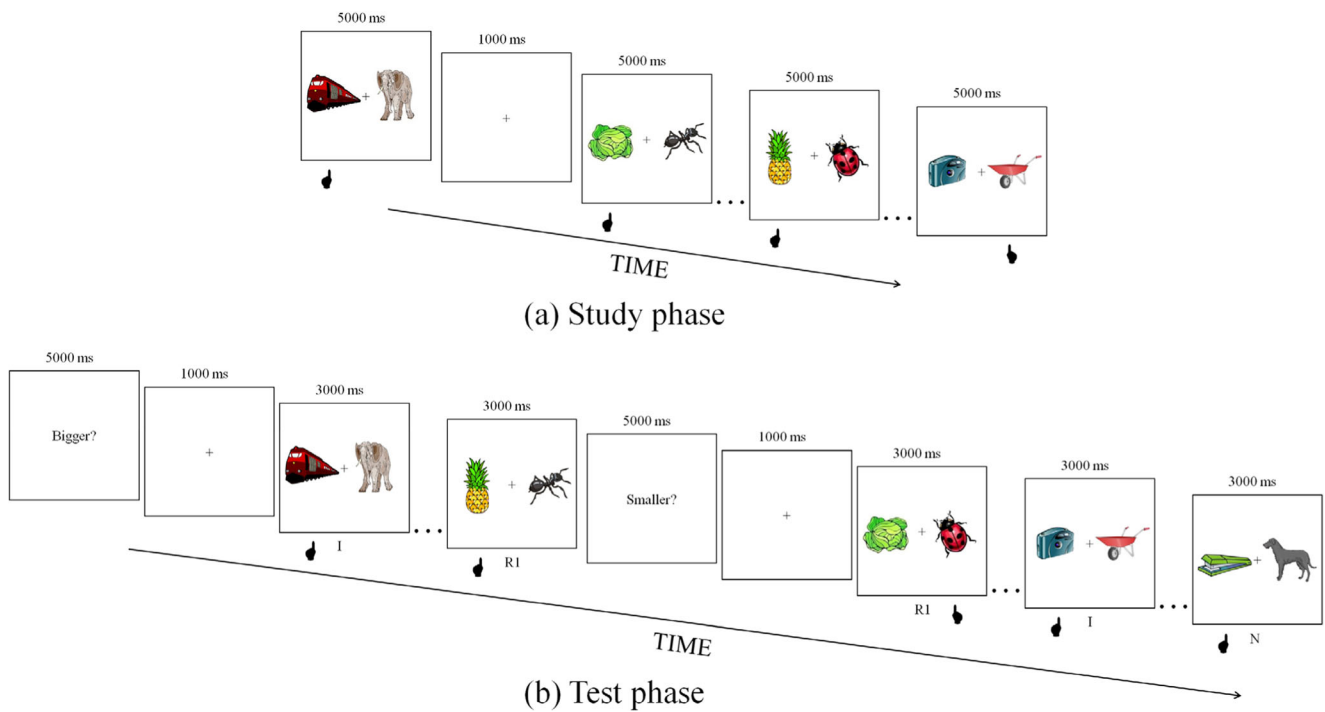 5000 ms
1000 ms
5000 ms
5000 ms
5000 ms
+
+
+
+
+
TIME
(a) Study phase
5000 ms
1000 ms
3000 ms
3000 ms
5000 ms
1000 ms
3000 ms
3000 ms
3000 ms
Bigger?
+
+
+
Smaller?
+
+
+
+
I
R1
R1
I
N
TIME
(b) Test phase